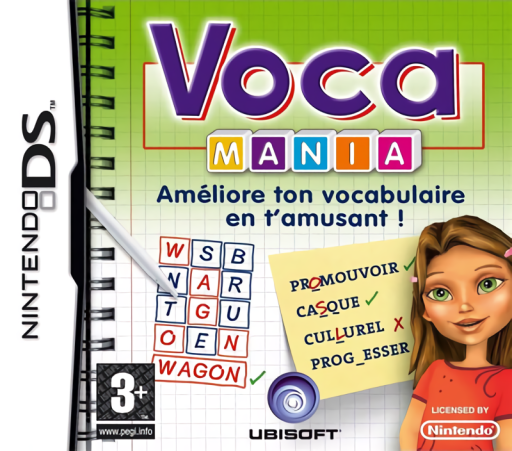 NINTENDO DS™
Voca
MANIA
Améliore ton vocabulaire
en t'amusant !
W S B B
N A A R
T G G U
O E E N
WAGON
PROMOUVOIR
CASQUE
CULLUREL X
PROG_ESSER
3+
www.pegi.info
UBISOFT
LICENSED BY
Nintendo